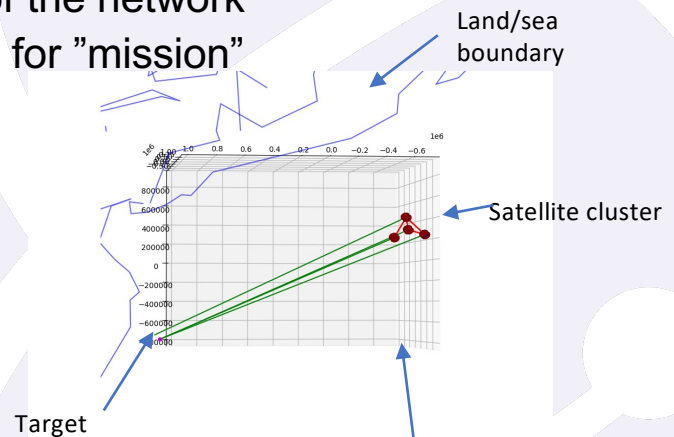 of the network
for ”mission”
Land/sea
boundary
1e6
1.00
1.0
0.8
0.6
0.4
0.2
0.0
−0.2
−0.4
−0.6
1e6
800000
600000
400000
200000
0
−200000
−400000
−600000
Satellite cluster
Target